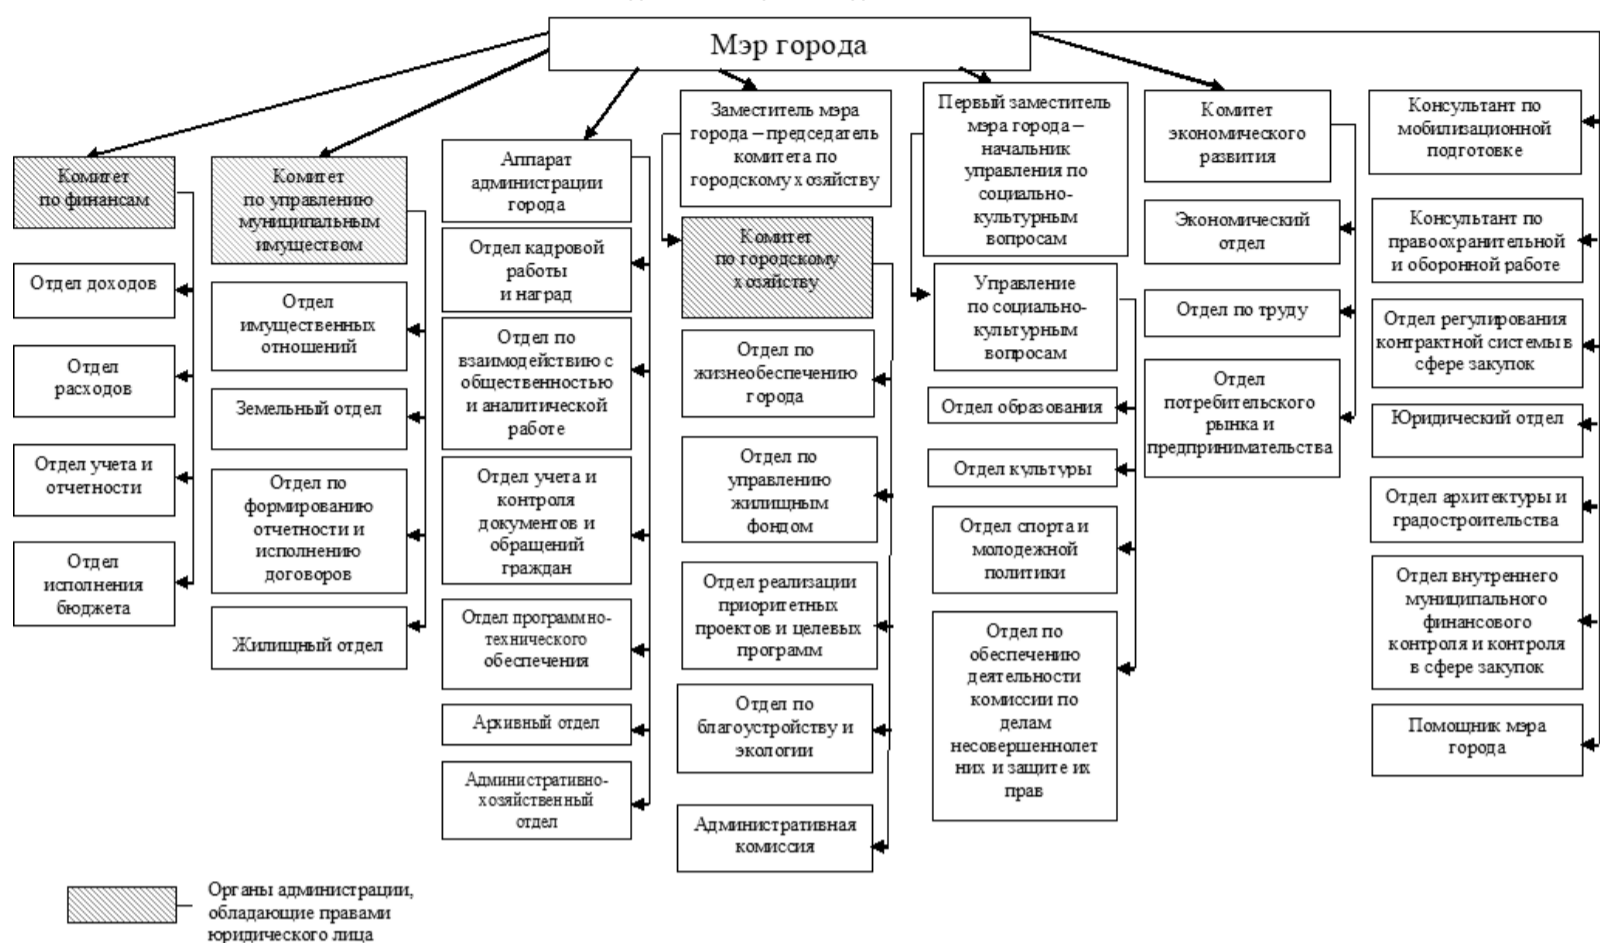 Мэр города
Комитет
по финансам
Отдел доходов
Отдел
расходов
Отдел учета и
отчетности
Отдел
исполнения
бюджета
Комитет
по управлению
муниципальным
имуществом
Отдел
имущественных
отношений
Земельный отдел
Отдел по
формированию
отчетности и
исполнению
договоров
Жилищный отдел
Аппарат
администрации
города
Отдел кадровой
работы
и наград
Отдел по
взаимодействию с
общественностью
и аналитической
работе
Отдел учета и
контроля
документов и
обращений
граждан
Отдел программно-
технического
обеспечения
Архивный отдел
Административно-
хозяйственный
отдел
Заместитель мэра
города – председатель
комитета по
городскому хозяйству
Комитет
по городскому
хозяйству
Отдел по
жизнеобеспечению
города
Отдел по
управлению
жилищным
фондом
Отдел реализации
приоритетных
проектов и целевых
программ
Отдел по
благоустройству и
экологии
Административная
комиссия
Первый заместитель
мэра города –
начальник
управления по
социально-
культурным
вопросам
Управление
по социально-
культурным
вопросам
Отдел образования
Отдел культуры
Отдел спорта и
молодежной
политики
Отдел по
обеспечению
деятельности
комиссии по
делам
несовершеннолет
них и защите их
прав
Комитет
экономического
развития
Экономический
отдел
Отдел по труду
Отдел
потребительского
рынка и
предпринимательства
Консультант по
мобилизационной
подготовке
Консультант по
правоохранительной
и оборонной работе
Отдел регулирования
контрактной системы в
сфере закупок
Юридический отдел
Отдел архитектуры и
градостроительства
Отдел внутреннего
муниципального
финансового
контроля и контроля
в сфере закупок
Помощник мэра
города
Органы администрации,
обладающие правами
юридического лица